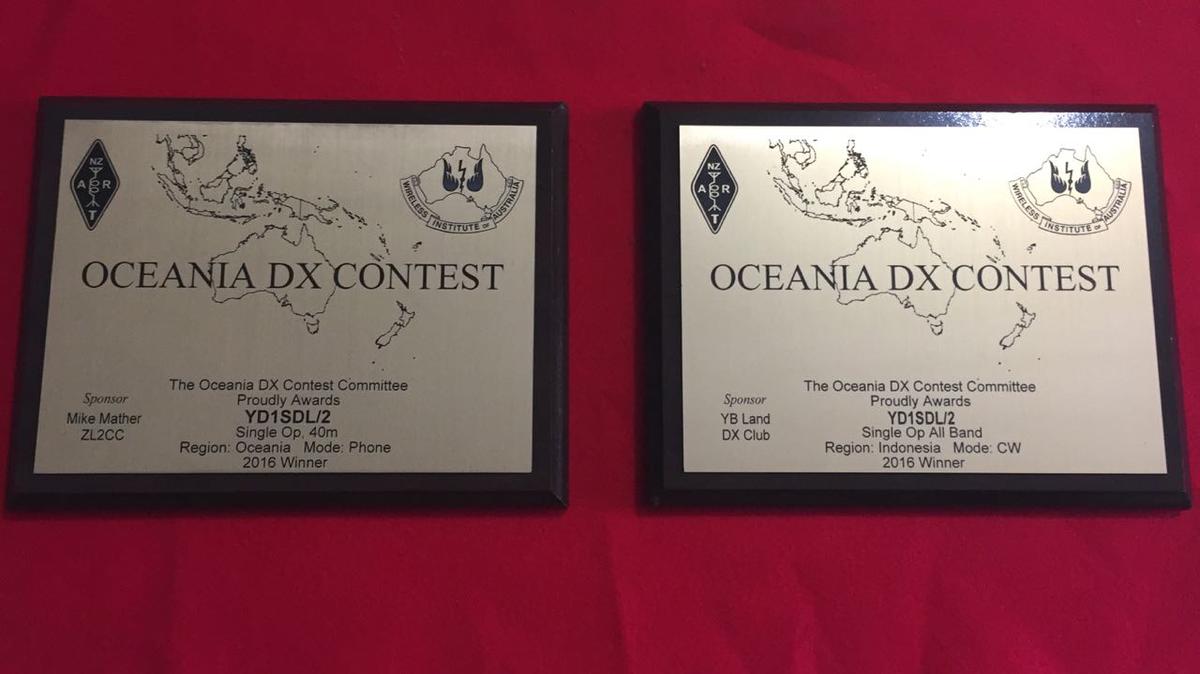 NZ
A R
T
WIRELESS INSTITUTE OF AUSTRALIA
OCEANIA DX CONTEST
The Oceania DX Contest Committee
Proudly Awards
Sponsor
Mike Mather
ZL2CC
YD1SDL/2
Single Op, 40m
Region: Oceania Mode: Phone
2016 Winner
NZ
A R
T
WIRELESS INSTITUTE OF AUSTRALIA
OCEANIA DX CONTEST
The Oceania DX Contest Committee
Proudly Awards
Sponsor
YB Land
DX Club
YD1SDL/2
Single Op All Band
Region: Indonesia Mode: CW
2016 Winner